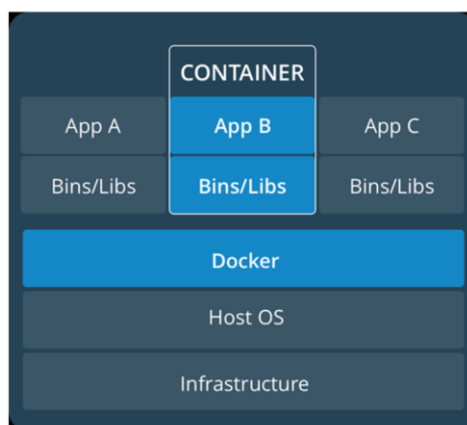 CONTAINER
App A App B App C
Bins/Libs Bins/Libs Bins/Libs
Docker
Host OS
Infrastructure